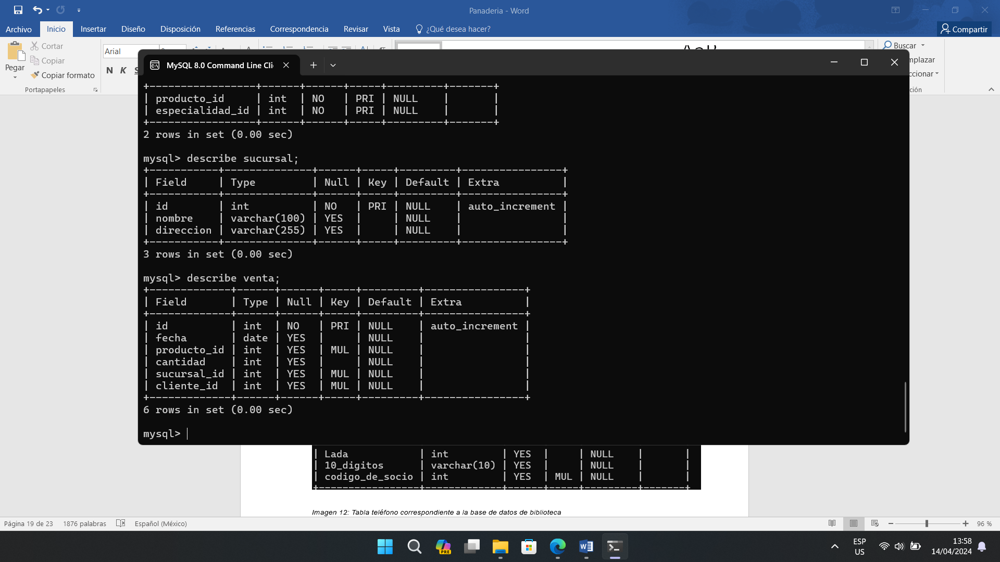 Panaderia - Word
Archivo Inicio Insertar Diseño Disposición Referencias Correspondencia Revisar Vista ¿Qué desea hacer? Compartir
Pegar
Cortar
Copiar
Copiar formato
Portapapeles
Arial
N K S
Buscar
mplazar
ccionar
ción
MySQL 8.0 Command Line Cli
+-----------------+------+------+-----+---------+-------+
| producto_id     | int  | NO   | PRI | NULL    |       |
| especialidad_id | int  | NO   | PRI | NULL    |       |
+-----------------+------+------+-----+---------+-------+
2 rows in set (0.00 sec)
mysql> describe sucursal;
+-----------+--------------+------+-----+---------+----------------+
| Field     | Type         | Null | Key | Default | Extra          |
+-----------+--------------+------+-----+---------+----------------+
| id        | int          | NO   | PRI | NULL    | auto_increment |
| nombre    | varchar(100) | YES  |     | NULL    |                |
| direccion | varchar(255) | YES  |     | NULL    |                |
+-----------+--------------+------+-----+---------+----------------+
3 rows in set (0.00 sec)
mysql> describe venta;
+-------------+------+------+-----+---------+----------------+
| Field       | Type | Null | Key | Default | Extra          |
+-------------+------+------+-----+---------+----------------+
| id          | int  | NO   | PRI | NULL    | auto_increment |
| fecha       | date | YES  |     | NULL    |                |
| producto_id | int  | YES  | MUL | NULL    |                |
| cantidad    | int  | YES  |     | NULL    |                |
| sucursal_id | int  | YES  | MUL | NULL    |                |
| cliente_id  | int  | YES  | MUL | NULL    |                |
+-------------+------+------+-----+---------+----------------+
6 rows in set (0.00 sec)
mysql>
| Lada            | int         | YES  |     | NULL    |       |
| 10_digitos      | varchar(10) | YES  |     | NULL    |       |
| codigo_de_socio | int         | YES  | MUL | NULL    |       |
+-----------------+-------------+------+-----+---------+-------+
Imagen 12: Tabla teléfono correspondiente a la base de datos de biblioteca
Página 19 de 23 1876 palabras Español (México) 96 %
PRE
ESP
US
13:58
14/04/2024